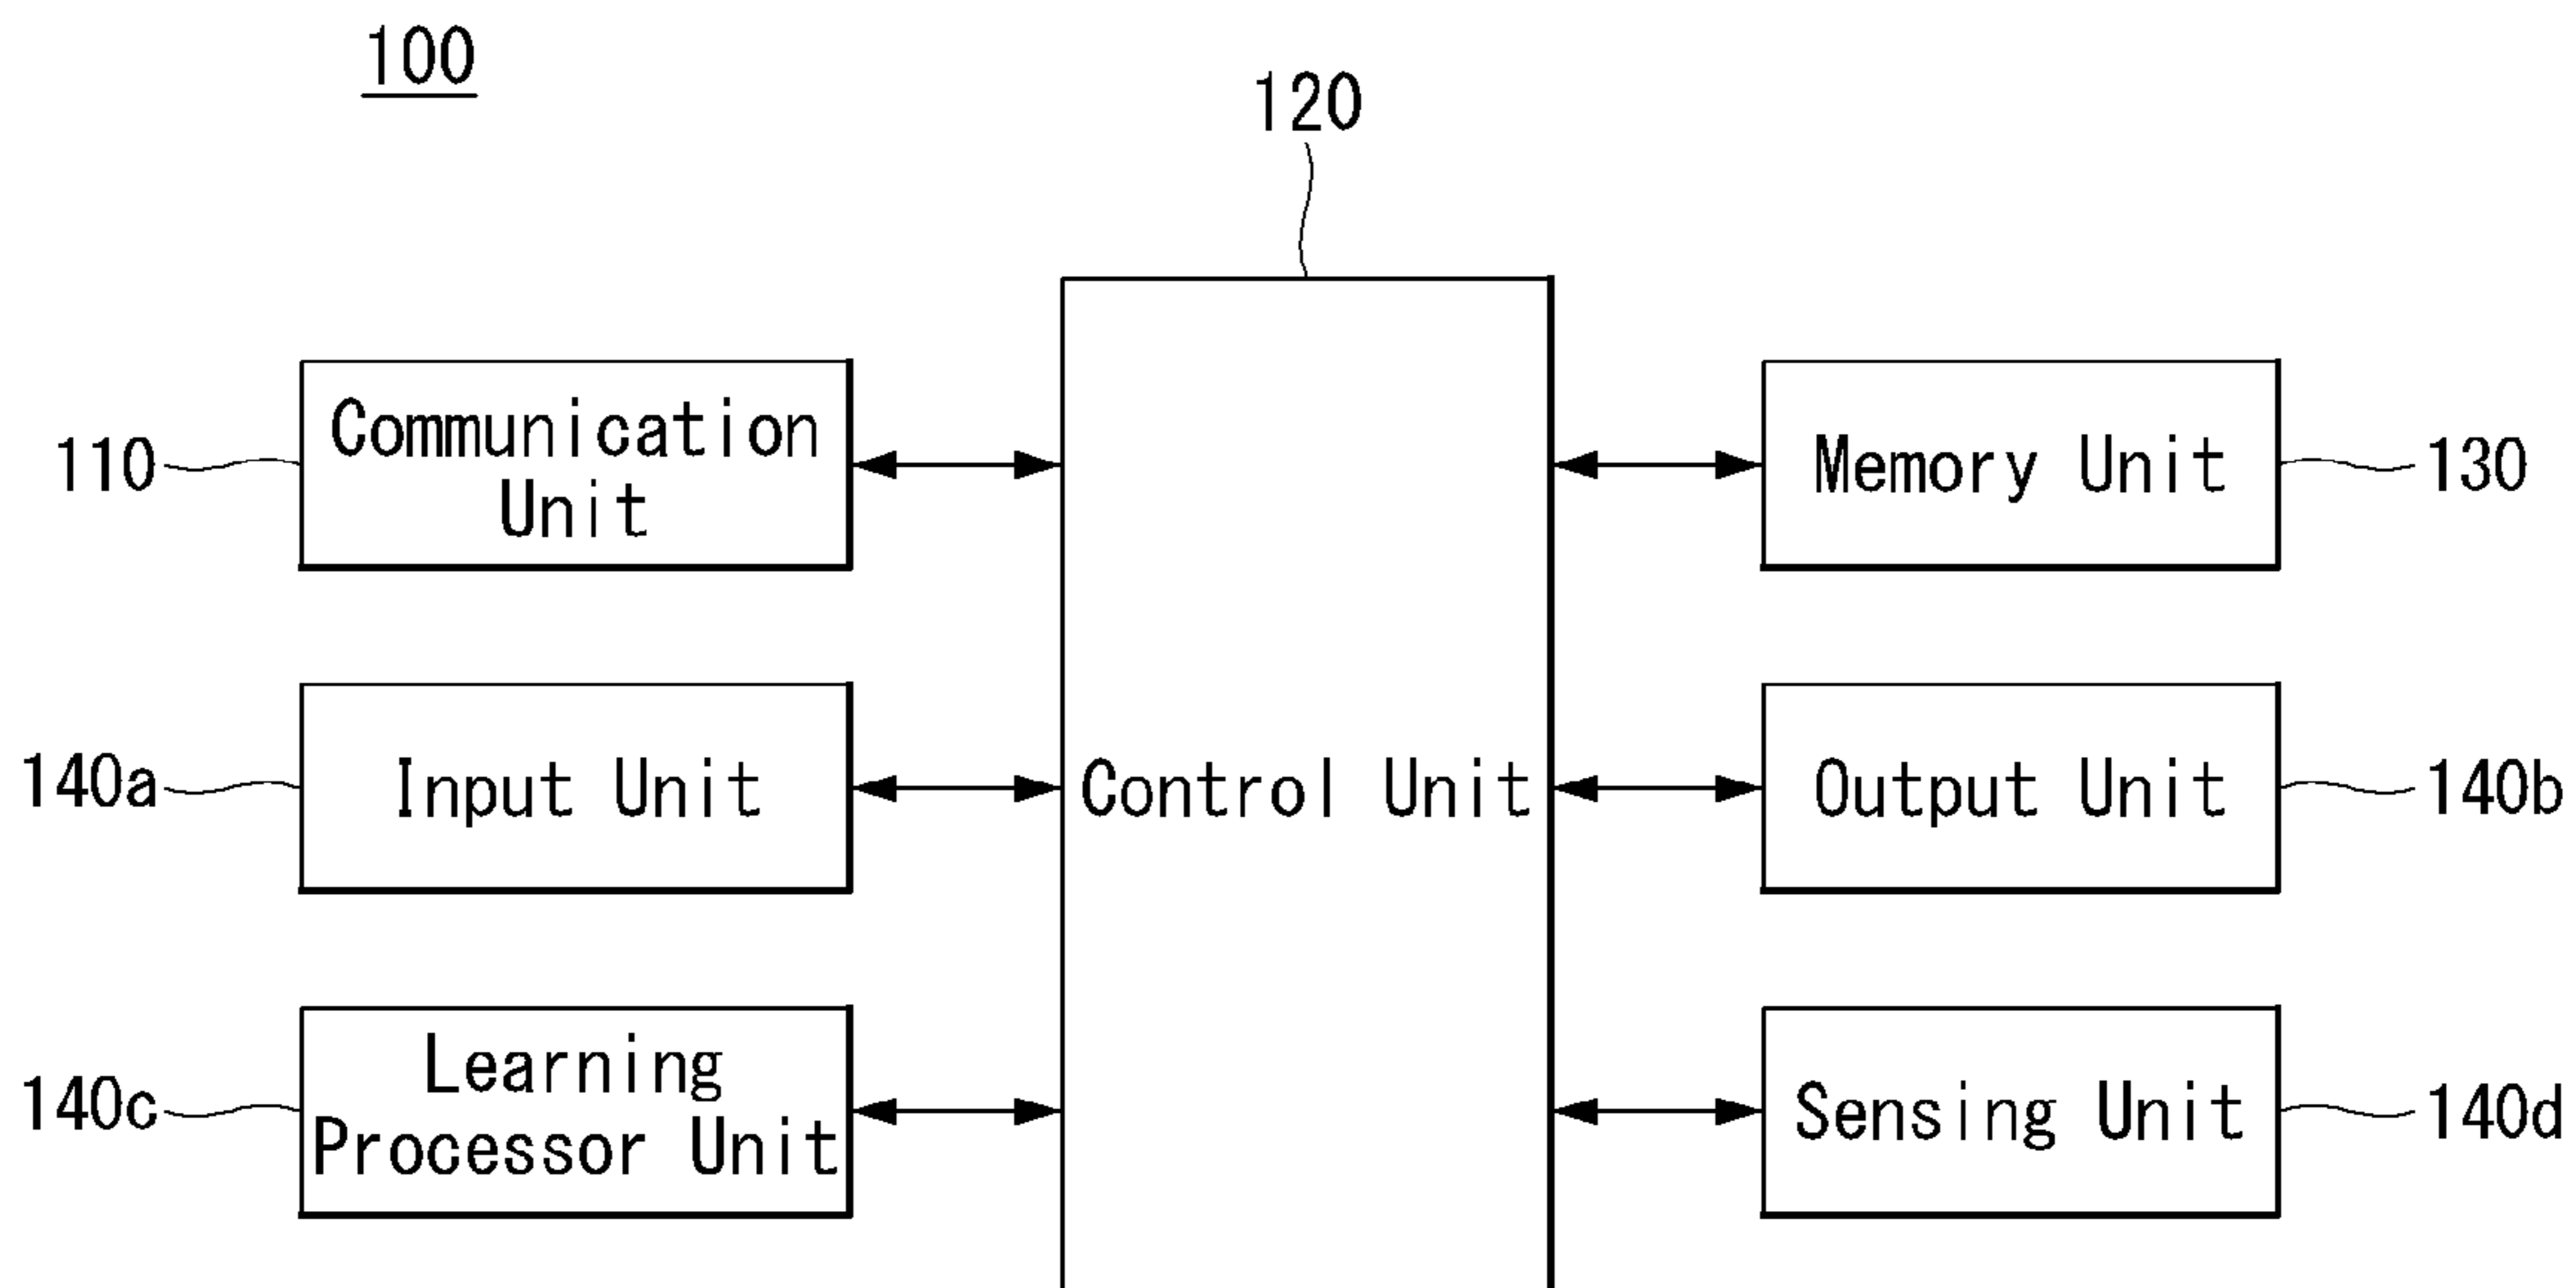 100
120
110
Communication
Unit
Memory Unit
130
140a
Input Unit
Control Unit
Output Unit
140b
140c
Learning
Processor Unit
Sensing Unit
140d